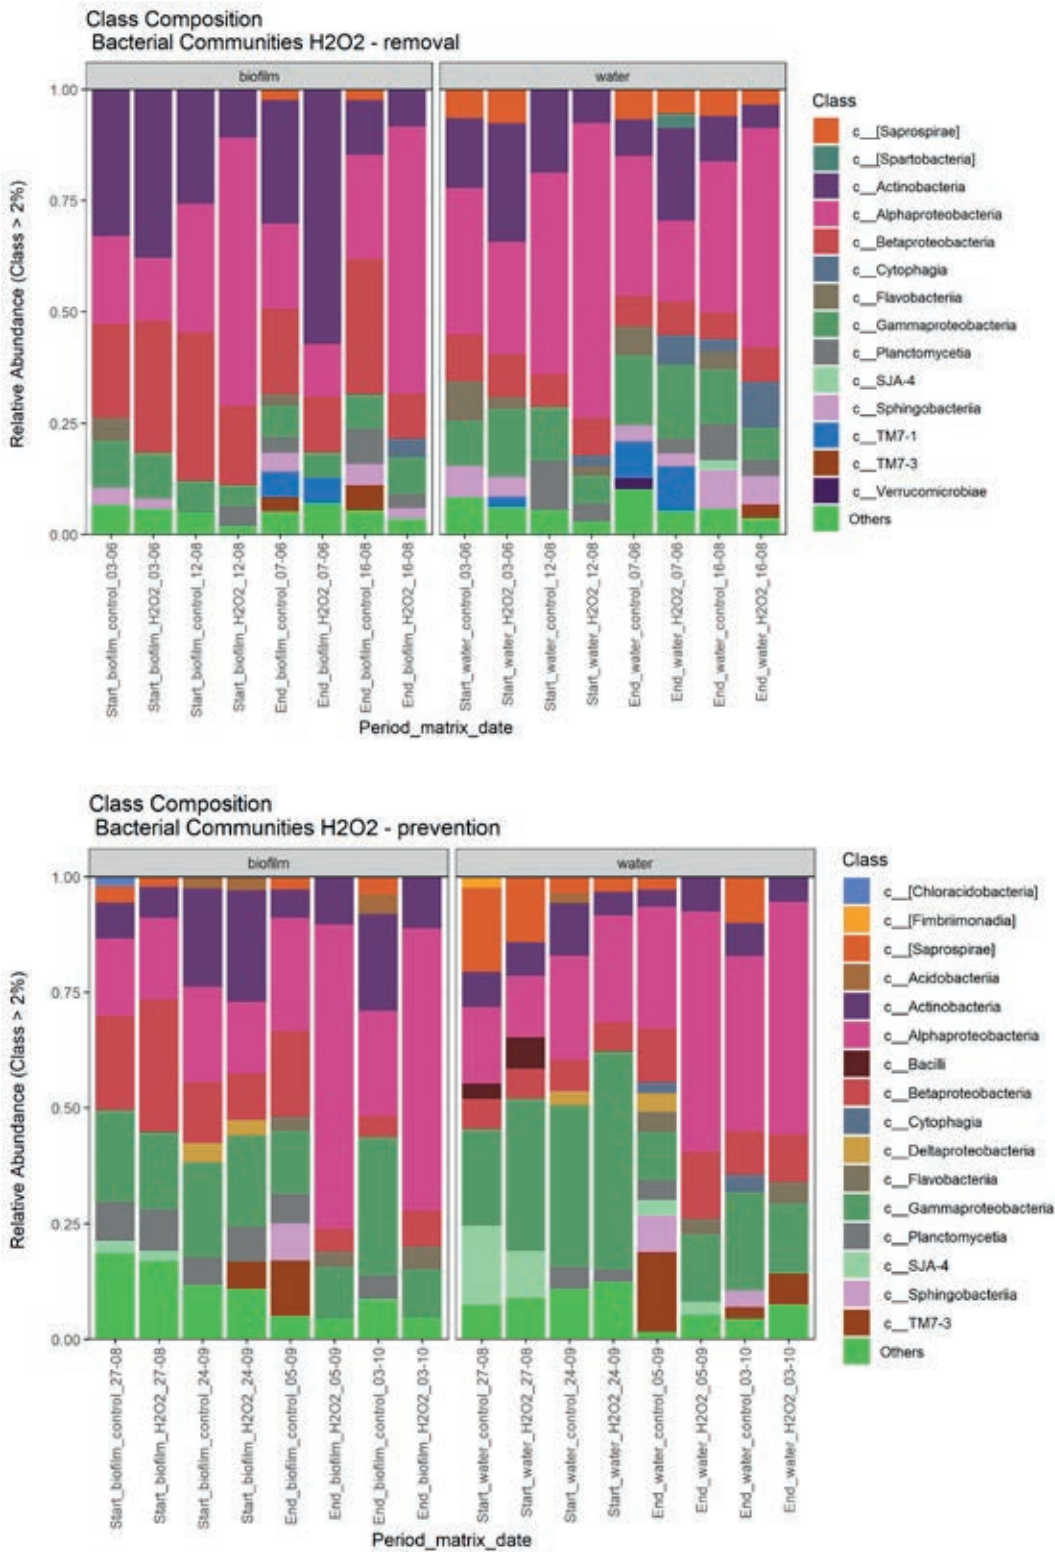 Class Composition
Bacterial Communities H2O2 - removal
biofilm
water
Relative Abundance (Class > 2%)
1.00
0.75
0.50
0.25
0.00
Start_biofilm_control_03-06
Start_biofilm_H2O2_03-06
Start_biofilm_control_12-08
Start_biofilm_H2O2_12-08
End_biofilm_control_07-06
End_biofilm_H2O2_07-06
End_biofilm_control_16-08
End_biofilm_H2O2_16-08
Start_water_control_03-06
Start_water_H2O2_03-06
Start_water_control_12-08
Start_water_H2O2_12-08
End_water_control_07-06
End_water_H2O2_07-06
End_water_control_16-08
End_water_H2O2_16-08
Period_matrix_date
Class
c__[Saprospirae]
c__[Spartobacteria]
c__Actinobacteria
c__Alphaproteobacteria
c__Betaproteobacteria
c__Cytophagia
c__Flavobacteriia
c__Gammaproteobacteria
c__Planctomycetia
c__SJA-4
c__Sphingobacteriia
c__TM7-1
c__TM7-3
c__Verrucomicrobiae
Others
Class Composition
Bacterial Communities H2O2 - prevention
biofilm
water
Relative Abundance (Class > 2%)
1.00
0.75
0.50
0.25
0.00
Start_biofilm_control_27-08
Start_biofilm_H2O2_27-08
Start_biofilm_control_24-09
Start_biofilm_H2O2_24-09
End_biofilm_control_05-09
End_biofilm_H2O2_05-09
End_biofilm_control_03-10
End_biofilm_H2O2_03-10
Start_water_control_27-08
Start_water_H2O2_27-08
Start_water_control_24-09
Start_water_H2O2_24-09
End_water_control_05-09
End_water_H2O2_05-09
End_water_control_03-10
End_water_H2O2_03-10
Period_matrix_date
Class
c__[Chloracidobacteria]
c__[Fimbriimonadia]
c__[Saprospirae]
c__Acidobacteriia
c__Actinobacteria
c__Alphaproteobacteria
c__Bacilli
c__Betaproteobacteria
c__Cytophagia
c__Deltaproteobacteria
c__Flavobacteriia
c__Gammaproteobacteria
c__Planctomycetia
c__SJA-4
c__Sphingobacteriia
c__TM7-3
Others